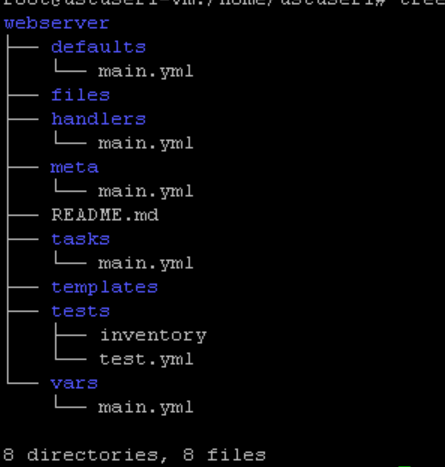 webserver
├── defaults
│   └── main.yml
├── files
├── handlers
│   └── main.yml
├── meta
│   └── main.yml
├── README.md
├── tasks
│   └── main.yml
├── templates
├── tests
│   ├── inventory
│   └── test.yml
└── vars
    └── main.yml
8 directories, 8 files